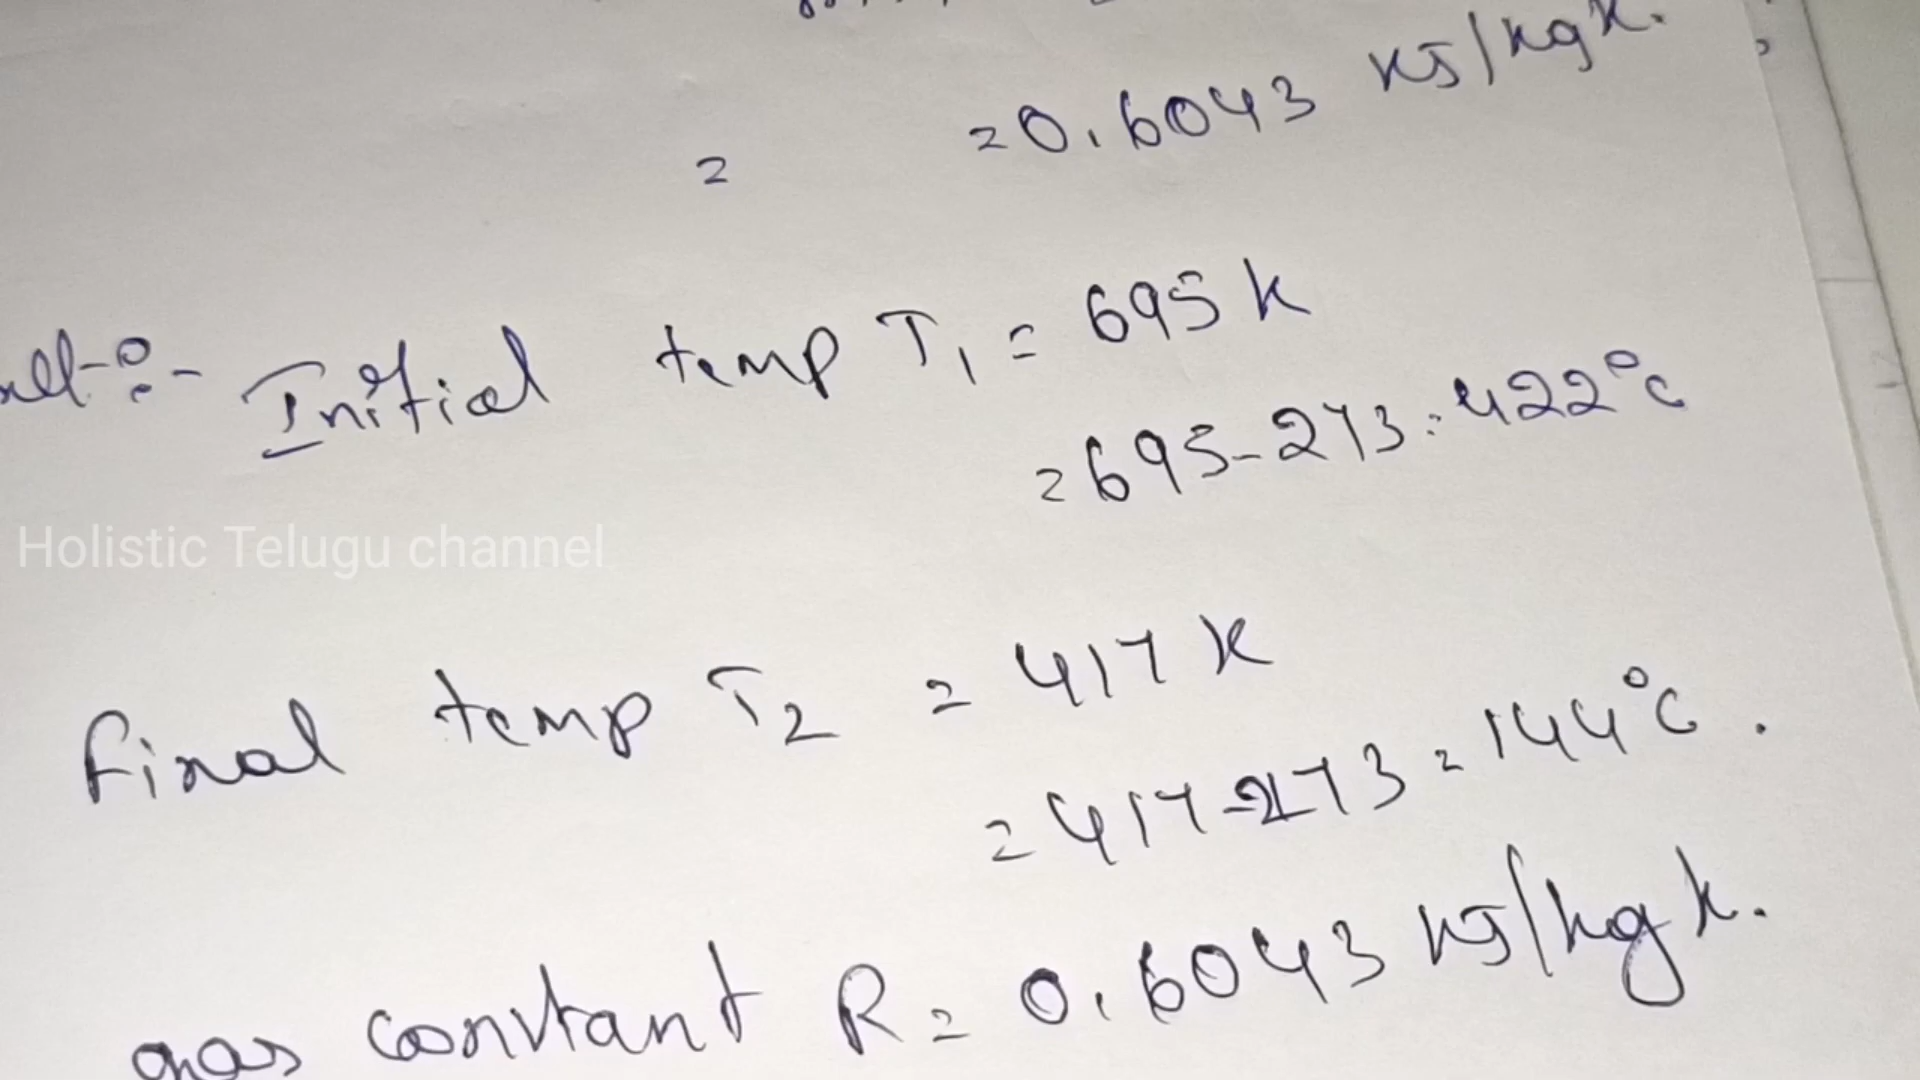 = 0.6043 KJ/kgk.
=
Initial temp T1 = 695 k
= 695-273 = 422°c
Holistic Telugu channel
final temp T2 = 417 K
= 417-273 = 144°c.
gas constant R = 0.6043 KJ/kg k.